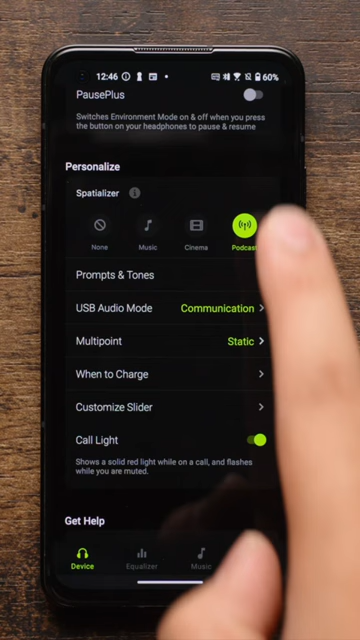 12:46
60%
PausePlus
Switches Environment Mode on & off when you press
the button on your headphones to pause & resume
Personalize
Spatializer
None
Music
Cinema
Podcast
Prompts & Tones
USB Audio Mode
Communication
Multipoint
Static
When to Charge
Customize Slider
Call Light
Shows a solid red light while on a call, and flashes
while you are muted.
Get Help
Device
Equalizer
Music